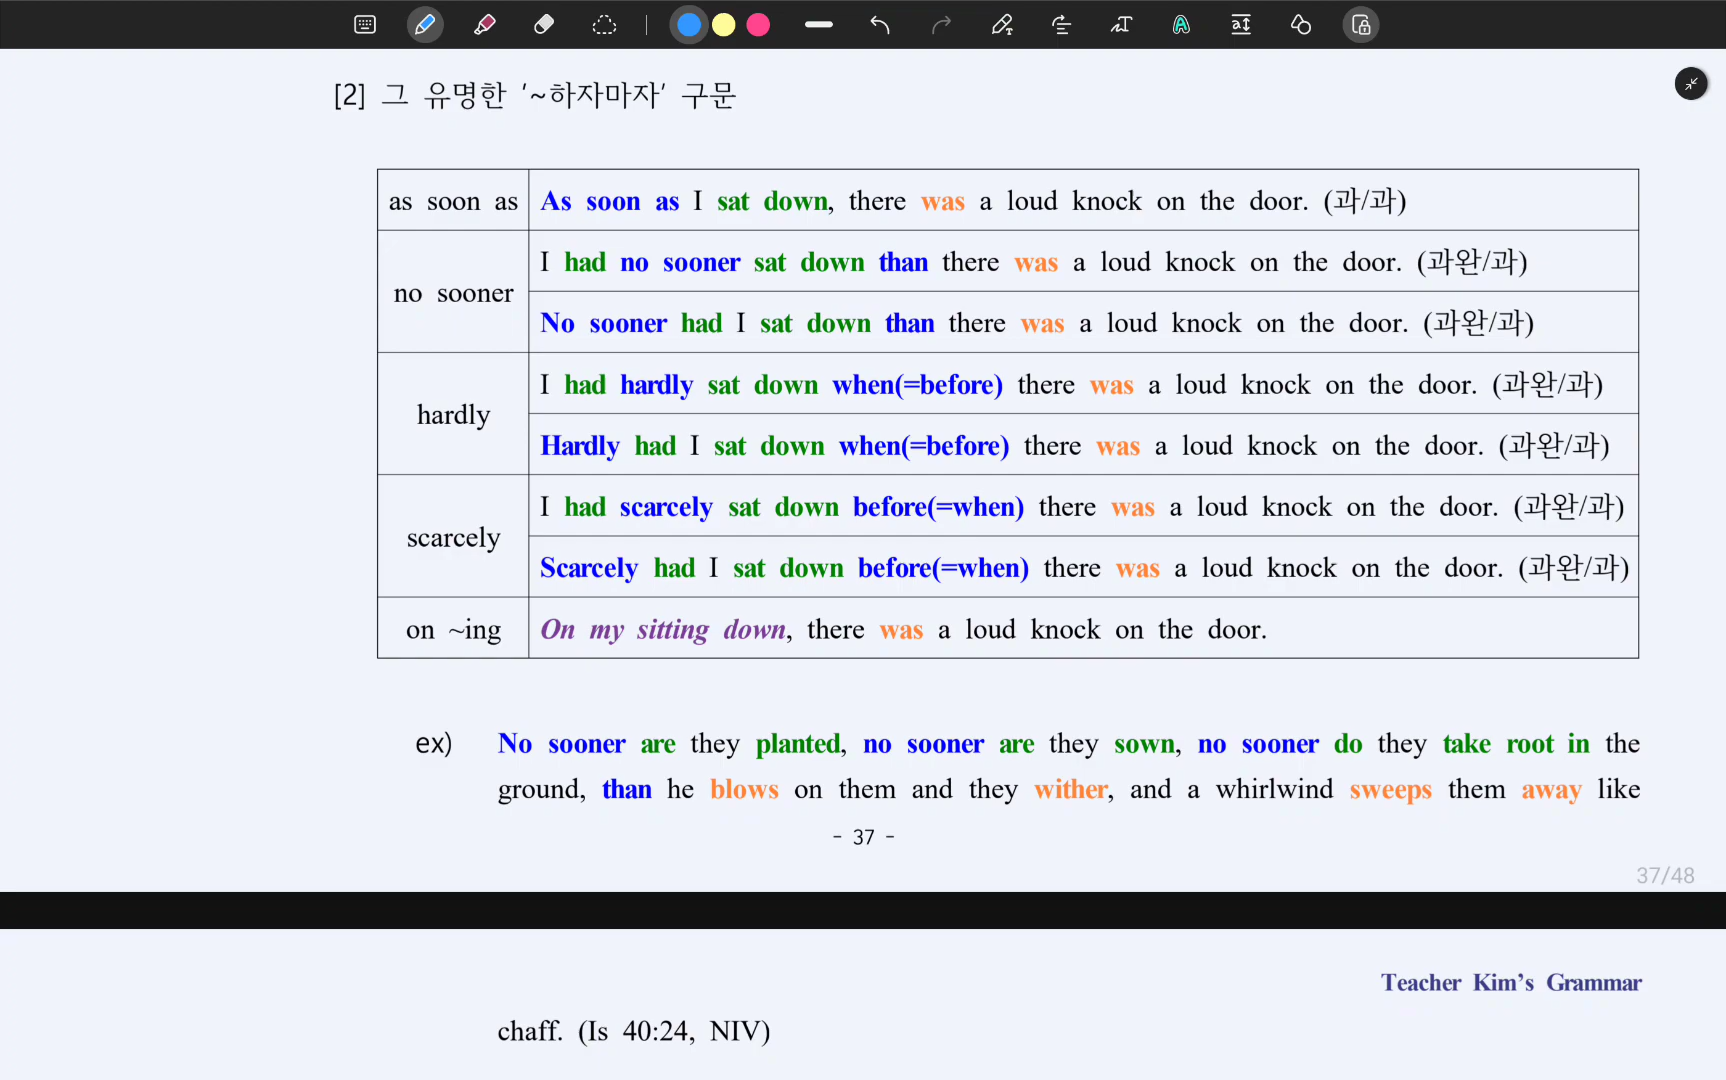 [2] 그 유명한 '~하자마자' 구문
as soon as As soon as I sat down, there was a loud knock on the door. (과/과)
no sooner
I had no sooner sat down than there was a loud knock on the door. (과완/과)
No sooner had I sat down than there was a loud knock on the door. (과완/과)
hardly
I had hardly sat down when(=before) there was a loud knock on the door. (과완/과)
Hardly had I sat down when(=before) there was a loud knock on the door. (과완/과)
scarcely
I had scarcely sat down before(=when) there was a loud knock on the door. (과완/과)
Scarcely had I sat down before(=when) there was a loud knock on the door. (과완/과)
on ~ing On my sitting down, there was a loud knock on the door.
ex) No sooner are they planted, no sooner are they sown, no sooner do they take root in the
ground, than he blows on them and they wither, and a whirlwind sweeps them away like
- 37 -
37/48
Teacher Kim’s Grammar
chaff. (Is 40:24, NIV)